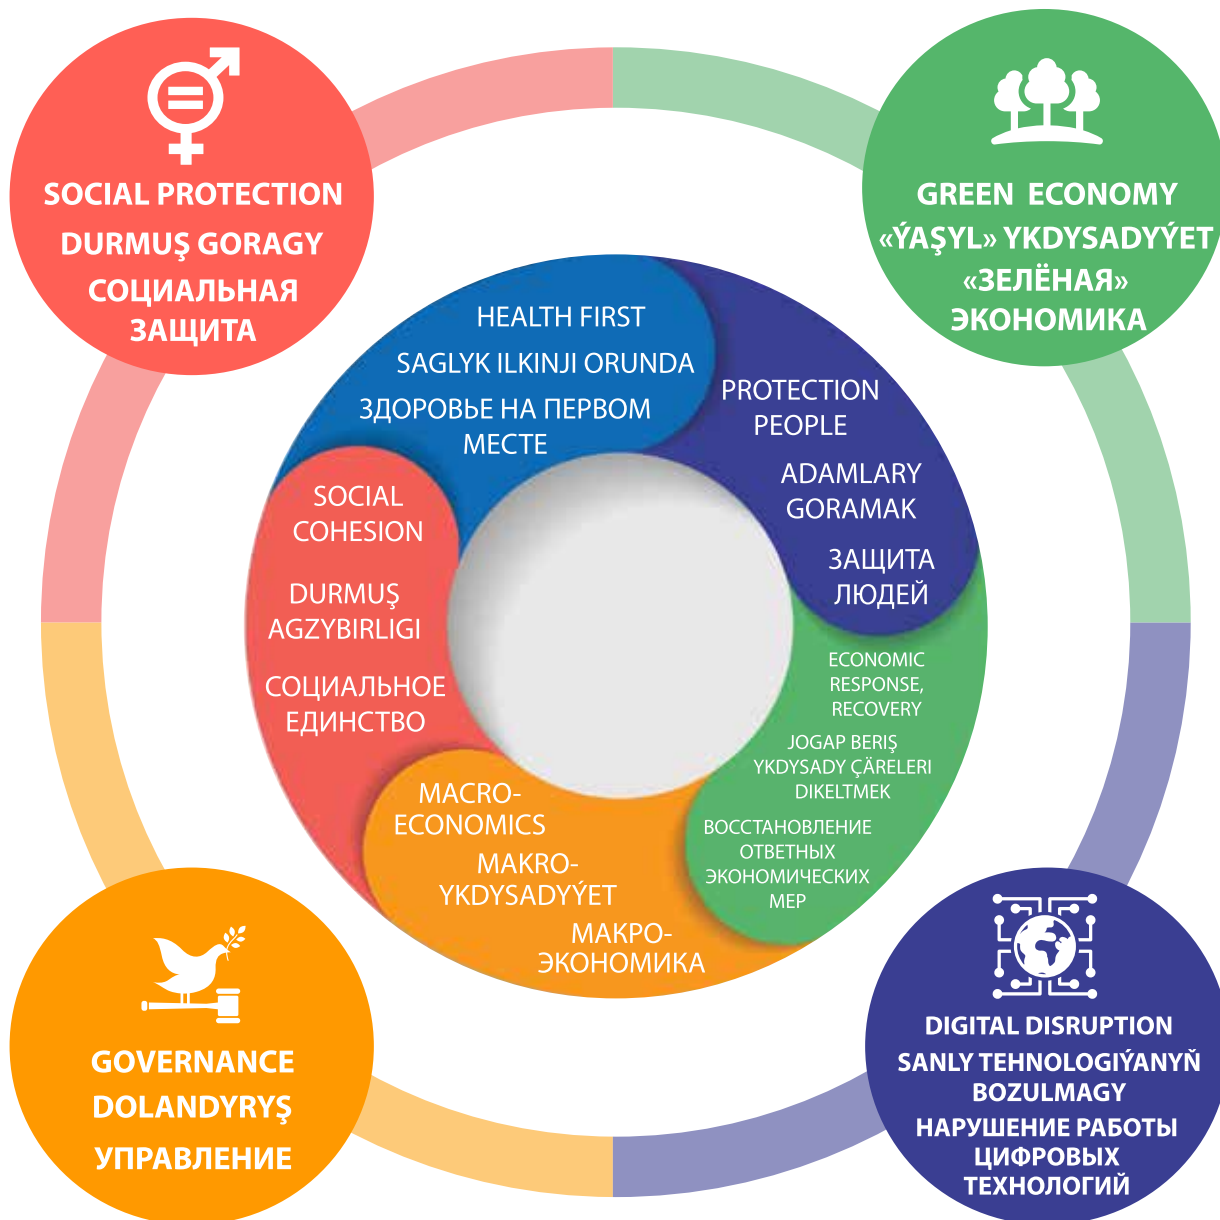 SOCIAL PROTECTION
DURMUŞ GORAGY
СОЦИАЛЬНАЯ
ЗАЩИТА
GREEN ECONOMY
«ÝAŞYL» YKDYSADYÝET
«ЗЕЛЁНАЯ»
ЭКОНОМИКА
HEALTH FIRST
SAGLYK ILKINJI ORUNDA
ЗДОРОВЬЕ НА ПЕРВОМ
МЕСТЕ
PROTECTION
PEOPLE
ADAMLARY
GORAMAK
ЗАЩИТА
ЛЮДЕЙ
ECONOMIC
RESPONSE,
RECOVERY
JOGAP BERIŞ
YKDYSADY ÇÄRELERI
DIKELTMEK
ВОССТАНОВЛЕНИЕ
ОТВЕТНЫХ
ЭКОНОМИЧЕСКИХ
МЕР
MACRO-
ECONOMICS
MAKRO-
YKDYSADYÝET
МАКРО-
ЭКОНОМИКА
SOCIAL
COHESION
DURMUŞ
AGZYBIRLIGI
СОЦИАЛЬНОЕ
ЕДИНСТВО
GOVERNANCE
DOLANDYRYŞ
УПРАВЛЕНИЕ
DIGITAL DISRUPTION
SANLY TEHNOLOGIÝANYŇ
BOZULMAGY
НАРУШЕНИЕ РАБОТЫ
ЦИФРОВЫХ
ТЕХНОЛОГИЙ